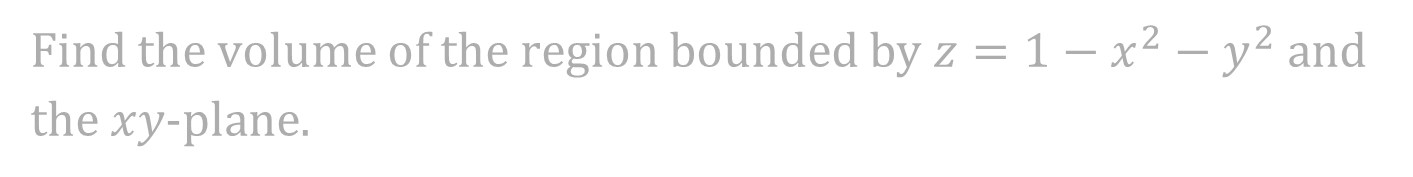 Find the volume of the region bounded by 𝑧 = 1 − 𝑥² − 𝑦² and
the 𝑥𝑦-plane.